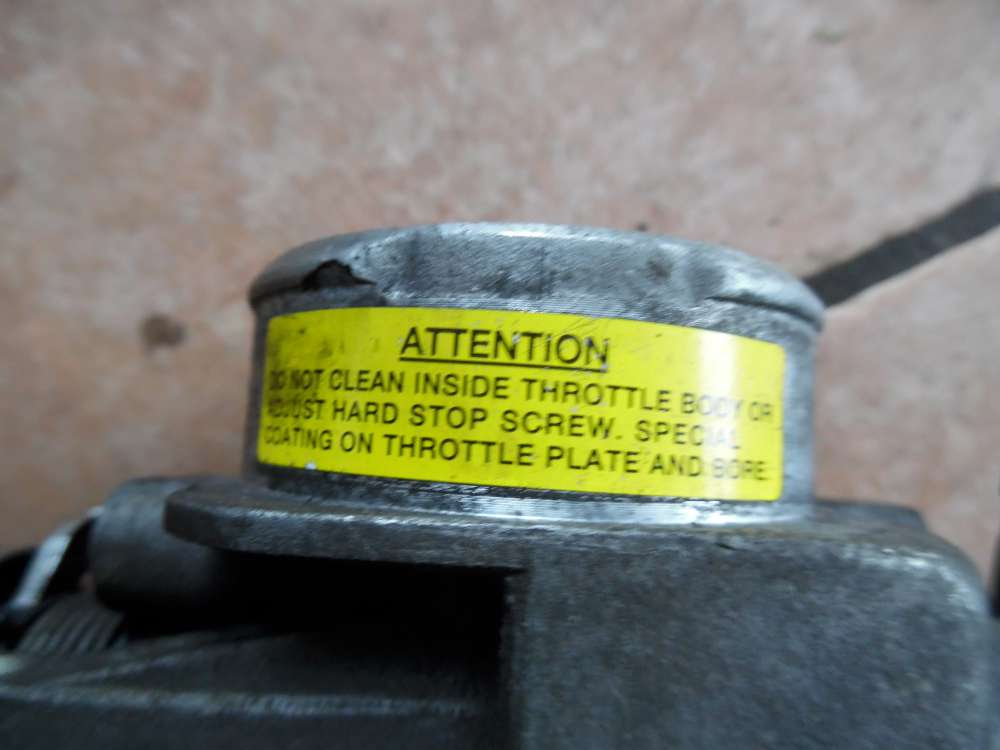 ATTENTION
DO NOT CLEAN INSIDE THROTTLE BODY OR
ADJUST HARD STOP SCREW. SPECIAL
COATING ON THROTTLE PLATE AND BORE.